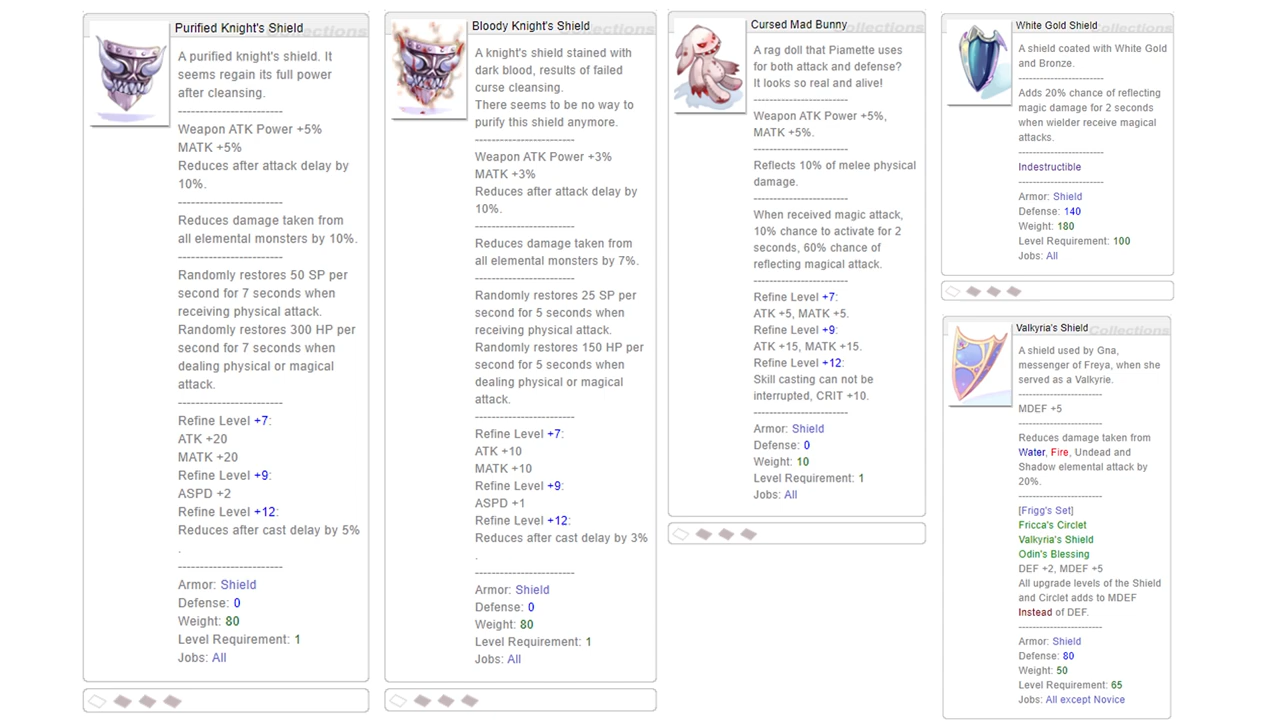 Purified Knight's Shield
Collections
A purified knight's shield. It
seems regain its full power
after cleansing.
------------------------
Weapon ATK Power +5%
MATK +5%
Reduces after attack delay by
10%.
------------------------
Reduces damage taken from
all elemental monsters by 10%.
------------------------
Randomly restores 50 SP per
second for 7 seconds when
receiving physical attack.
Randomly restores 300 HP per
second for 7 seconds when
dealing physical or magical
attack.
------------------------
Refine Level +7:
ATK +20
MATK +20
Refine Level +9:
ASPD +2
Refine Level +12:
Reduces after cast delay by 5%
.
------------------------
Armor: Shield
Defense: 0
Weight: 80
Level Requirement: 1
Jobs: All
Bloody Knight's Shield
Collections
A knight's shield stained with
dark blood, results of failed
curse cleansing.
There seems to be no way to
purify this shield anymore.
------------------------
Weapon ATK Power +3%
MATK +3%
Reduces after attack delay by
10%.
------------------------
Reduces damage taken from
all elemental monsters by 7%.
------------------------
Randomly restores 25 SP per
second for 5 seconds when
receiving physical attack.
Randomly restores 150 HP per
second for 5 seconds when
dealing physical or magical
attack.
------------------------
Refine Level +7:
ATK +10
MATK +10
Refine Level +9:
ASPD +1
Refine Level +12:
Reduces after cast delay by 3%
.
------------------------
Armor: Shield
Defense: 0
Weight: 80
Level Requirement: 1
Jobs: All
Cursed Mad Bunny
Collections
A rag doll that Piamette uses
for both attack and defense?
It looks so real and alive!
------------------------
Weapon ATK Power +5%,
MATK +5%.
------------------------
Reflects 10% of melee physical
damage.
------------------------
When received magic attack,
10% chance to activate for 2
seconds, 60% chance of
reflecting magical attack.
------------------------
Refine Level +7:
ATK +5, MATK +5.
Refine Level +9:
ATK +15, MATK +15.
Refine Level +12:
Skill casting can not be
interrupted, CRIT +10.
------------------------
Armor: Shield
Defense: 0
Weight: 10
Level Requirement: 1
Jobs: All
White Gold Shield
Collections
A shield coated with White Gold
and Bronze.
------------------------
Adds 20% chance of reflecting
magic damage for 2 seconds
when wielder receive magical
attacks.
------------------------
Indestructible
------------------------
Armor: Shield
Defense: 140
Weight: 180
Level Requirement: 100
Jobs: All
Valkyria's Shield
Collections
A shield used by Gna,
messenger of Freya, when she
served as a Valkyrie.
------------------------
MDEF +5
------------------------
Reduces damage taken from
Water, Fire, Undead and
Shadow elemental attack by
20%.
------------------------
[Frigg's Set]
Fricca's Circlet
Valkyria's Shield
Odin's Blessing
DEF +2, MDEF +5
All upgrade levels of the Shield
and Circlet adds to MDEF
Instead of DEF.
------------------------
Armor: Shield
Defense: 80
Weight: 50
Level Requirement: 65
Jobs: All except Novice